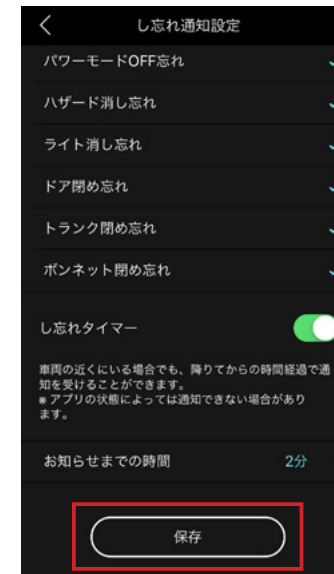 し忘れ通知設定
パワーモードOFF忘れ
ハザード消し忘れ
ライト消し忘れ
ドア閉め忘れ
トランク閉め忘れ
ボンネット閉め忘れ
し忘れタイマー
車両の近くにいる場合でも、降りてからの時間経過で通
知を受けることができます。
※ アプリの状態によっては通知できない場合があり
ます。
お知らせまでの時間 2分
保存